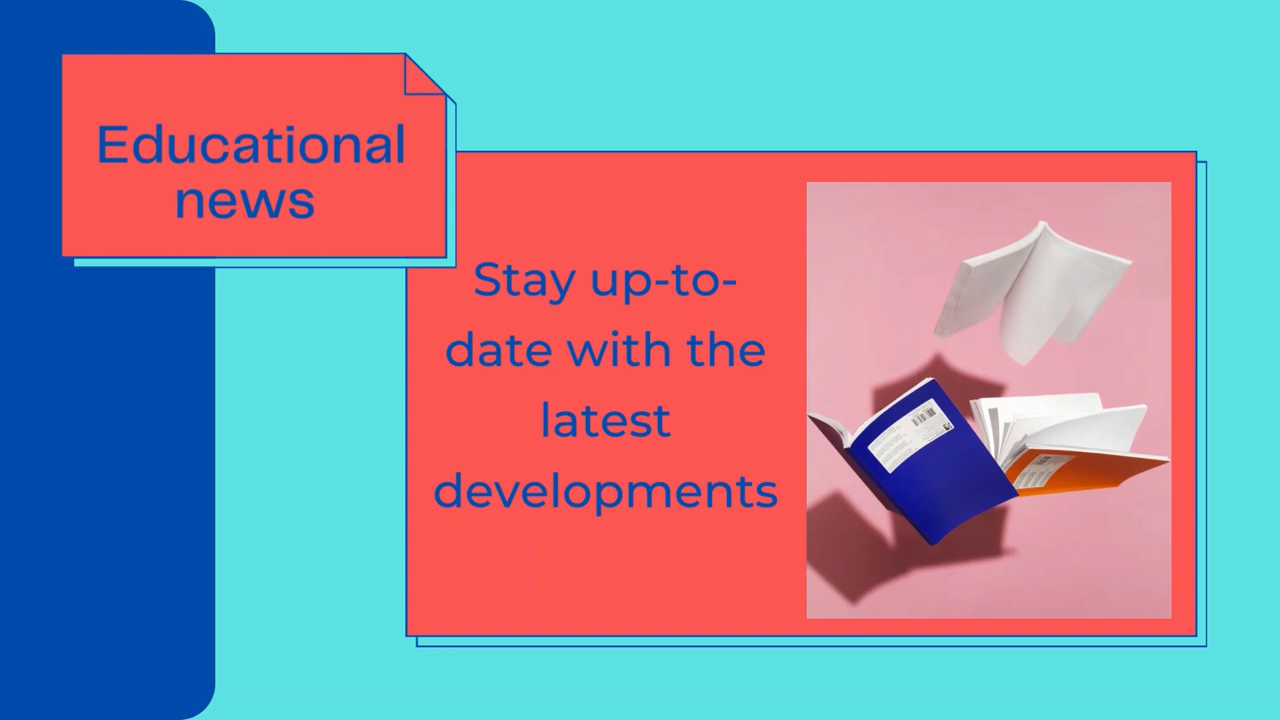 Educational
news
Stay up-to-
date with the
latest
developments